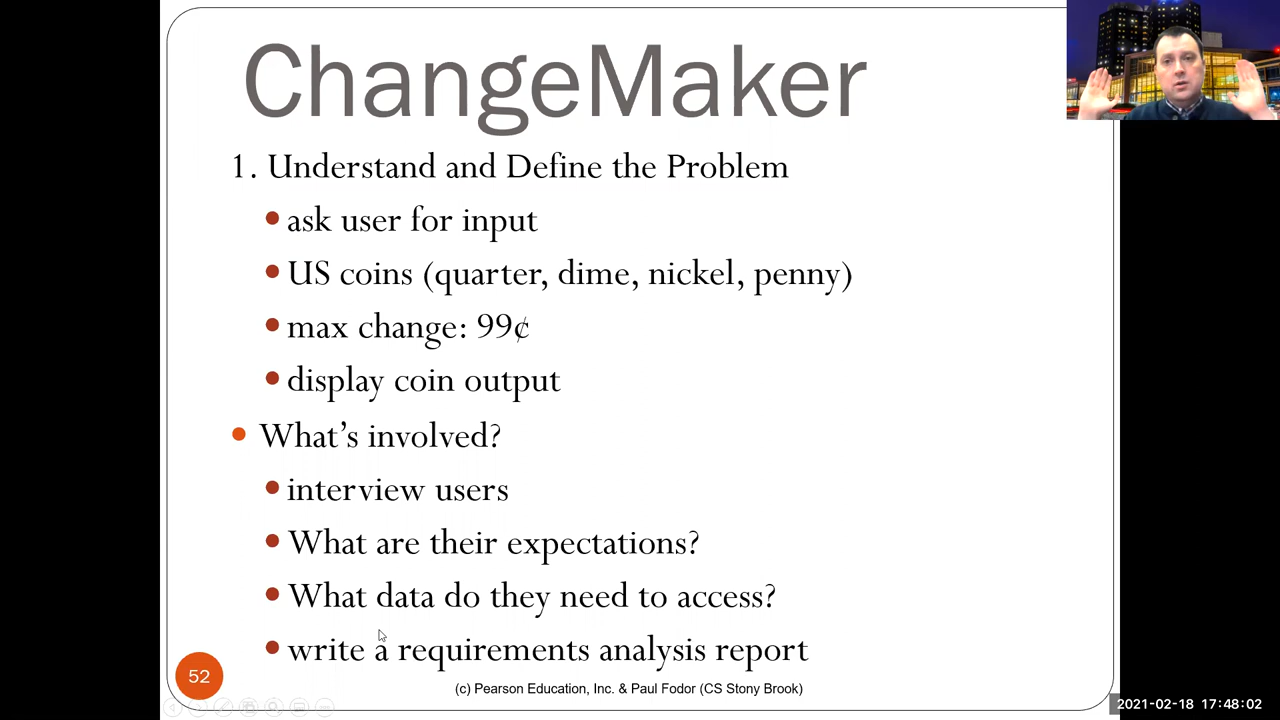 ChangeMaker
1. Understand and Define the Problem
• ask user for input
• US coins (quarter, dime, nickel, penny)
• max change: 99¢
• display coin output
• What's involved?
• interview users
• What are their expectations?
• What data do they need to access?
• write a requirements analysis report
52
(c) Pearson Education, Inc. & Paul Fodor (CS Stony Brook)
2021-02-18 17:48:02